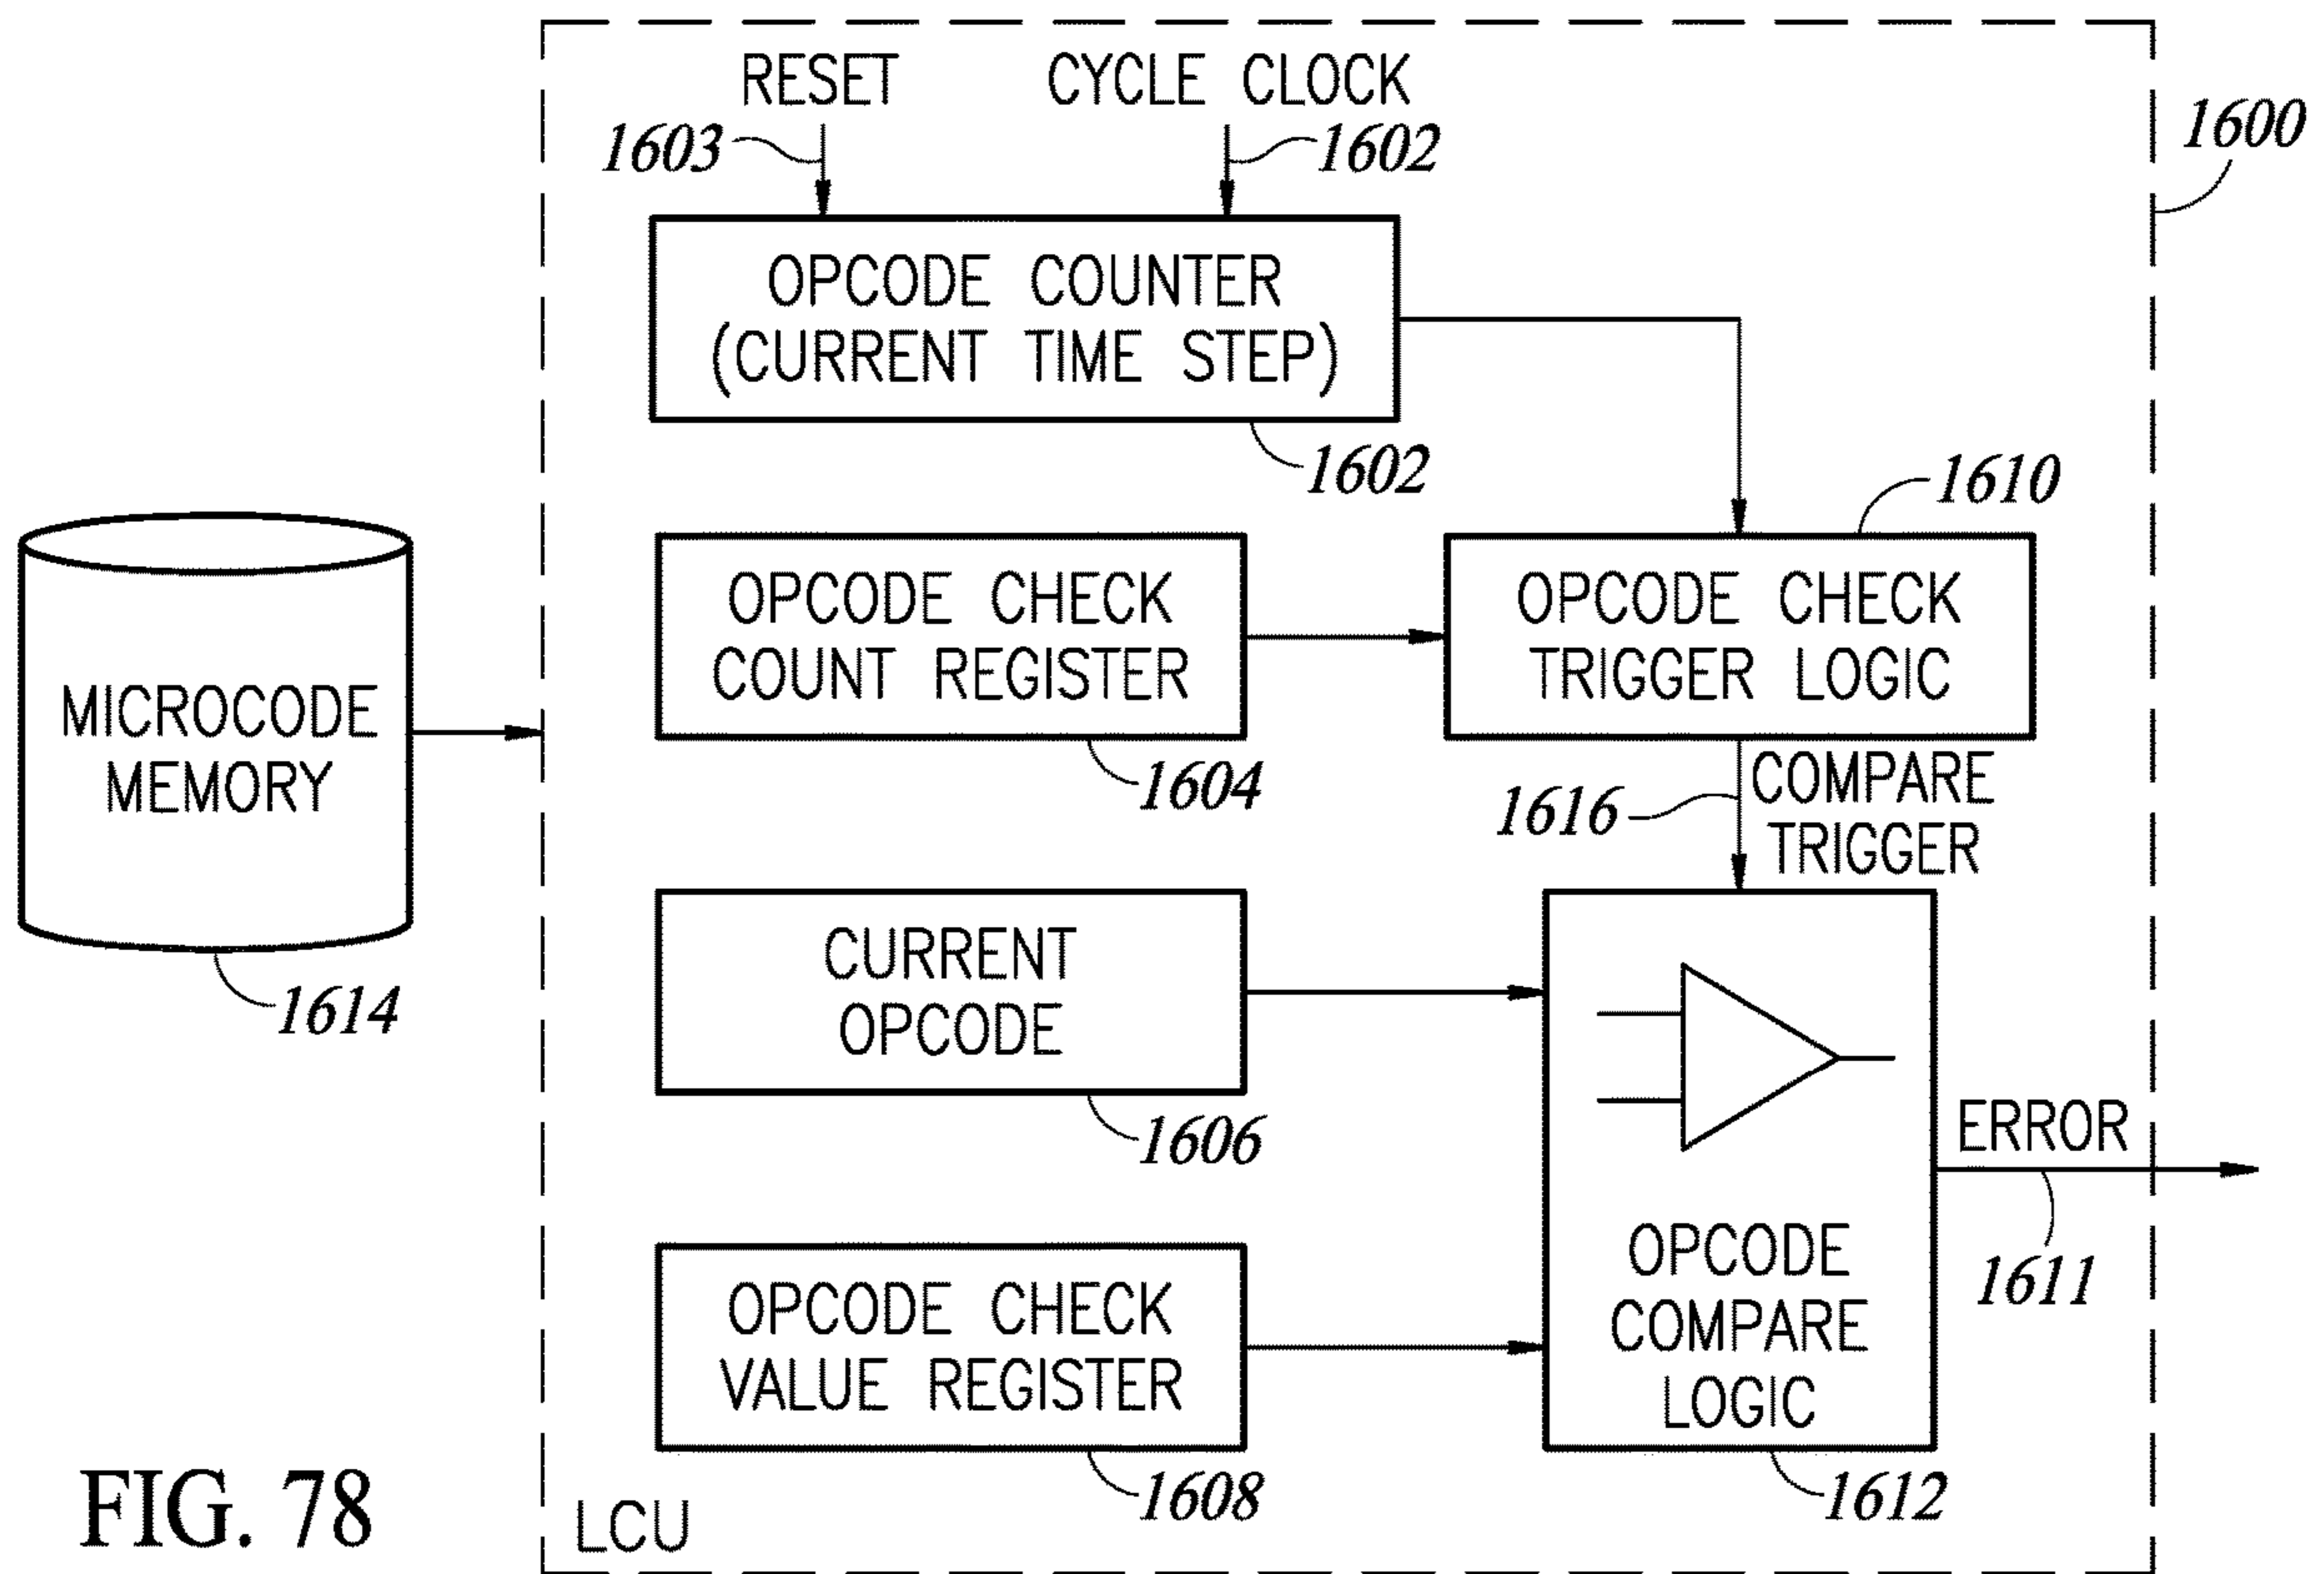 RESET
CYCLE CLOCK
1603
1602
1600
OPCODE COUNTER
(CURRENT TIME STEP)
1602
1610
OPCODE CHECK
COUNT REGISTER
1604
OPCODE CHECK
TRIGGER LOGIC
MICROCODE
MEMORY
1614
1616
COMPARE
TRIGGER
CURRENT
OPCODE
1606
ERROR
1611
OPCODE CHECK
VALUE REGISTER
1608
OPCODE
COMPARE
LOGIC
1612
LCU
FIG. 78